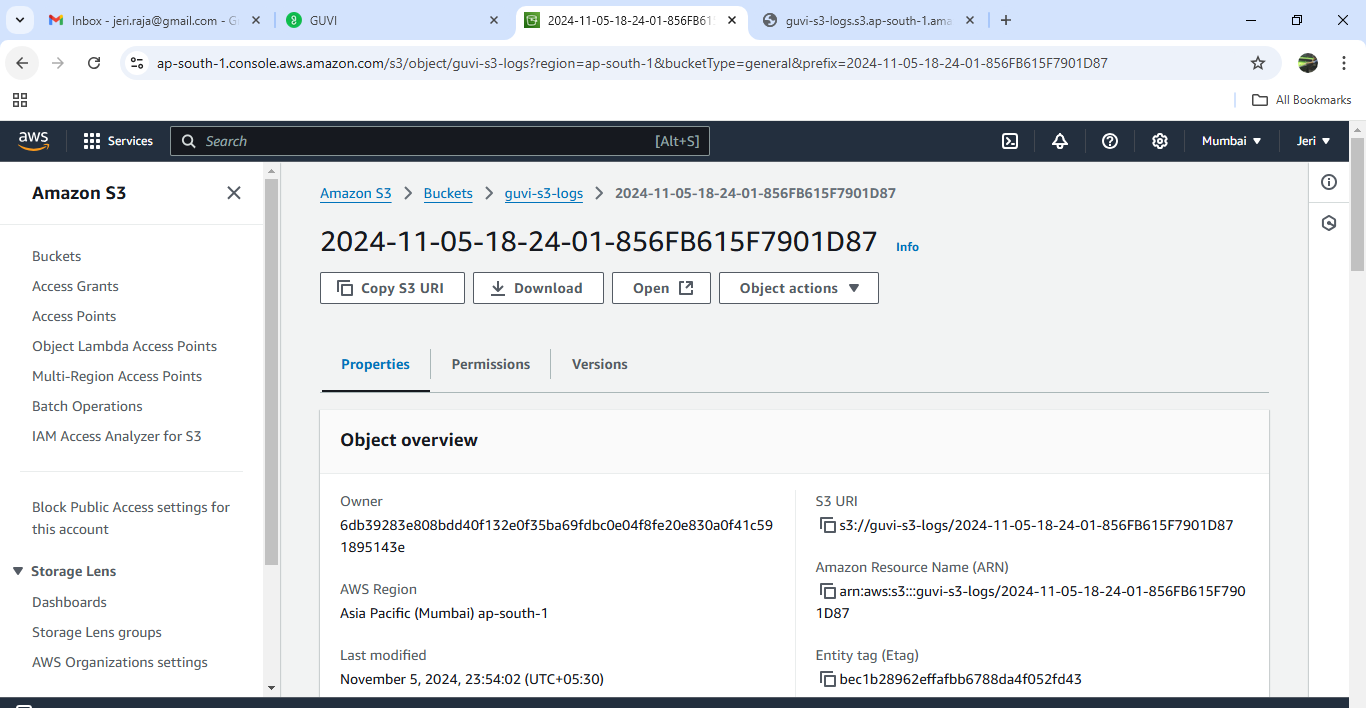 Inbox - jeri.raja@gmail.com - G
GUVI
2024-11-05-18-24-01-856FB615
guvi-s3-logs.s3.ap-south-1.ama
ap-south-1.console.aws.amazon.com/s3/object/guvi-s3-logs?region=ap-south-1&bucketType=general&prefix=2024-11-05-18-24-01-856FB615F7901D87
All Bookmarks
aws
Services
Search
[Alt+S]
Mumbai
Jeri
Amazon S3
Buckets
Access Grants
Access Points
Object Lambda Access Points
Multi-Region Access Points
Batch Operations
IAM Access Analyzer for S3
Block Public Access settings for
this account
Storage Lens
Dashboards
Storage Lens groups
AWS Organizations settings
Amazon S3 > Buckets > guvi-s3-logs > 2024-11-05-18-24-01-856FB615F7901D87
2024-11-05-18-24-01-856FB615F7901D87 Info
Copy S3 URI
Download
Open
Object actions
Properties
Permissions
Versions
Object overview
Owner
6db39283e808bdd40f132e0f35ba69fdbc0e04f8fe20e830a0f41c59
1895143e
AWS Region
Asia Pacific (Mumbai) ap-south-1
Last modified
November 5, 2024, 23:54:02 (UTC+05:30)
S3 URI
s3://guvi-s3-logs/2024-11-05-18-24-01-856FB615F7901D87
Amazon Resource Name (ARN)
arn:aws:s3:::guvi-s3-logs/2024-11-05-18-24-01-856FB615F790
1D87
Entity tag (Etag)
bec1b28962effafbb6788da4f052fd43